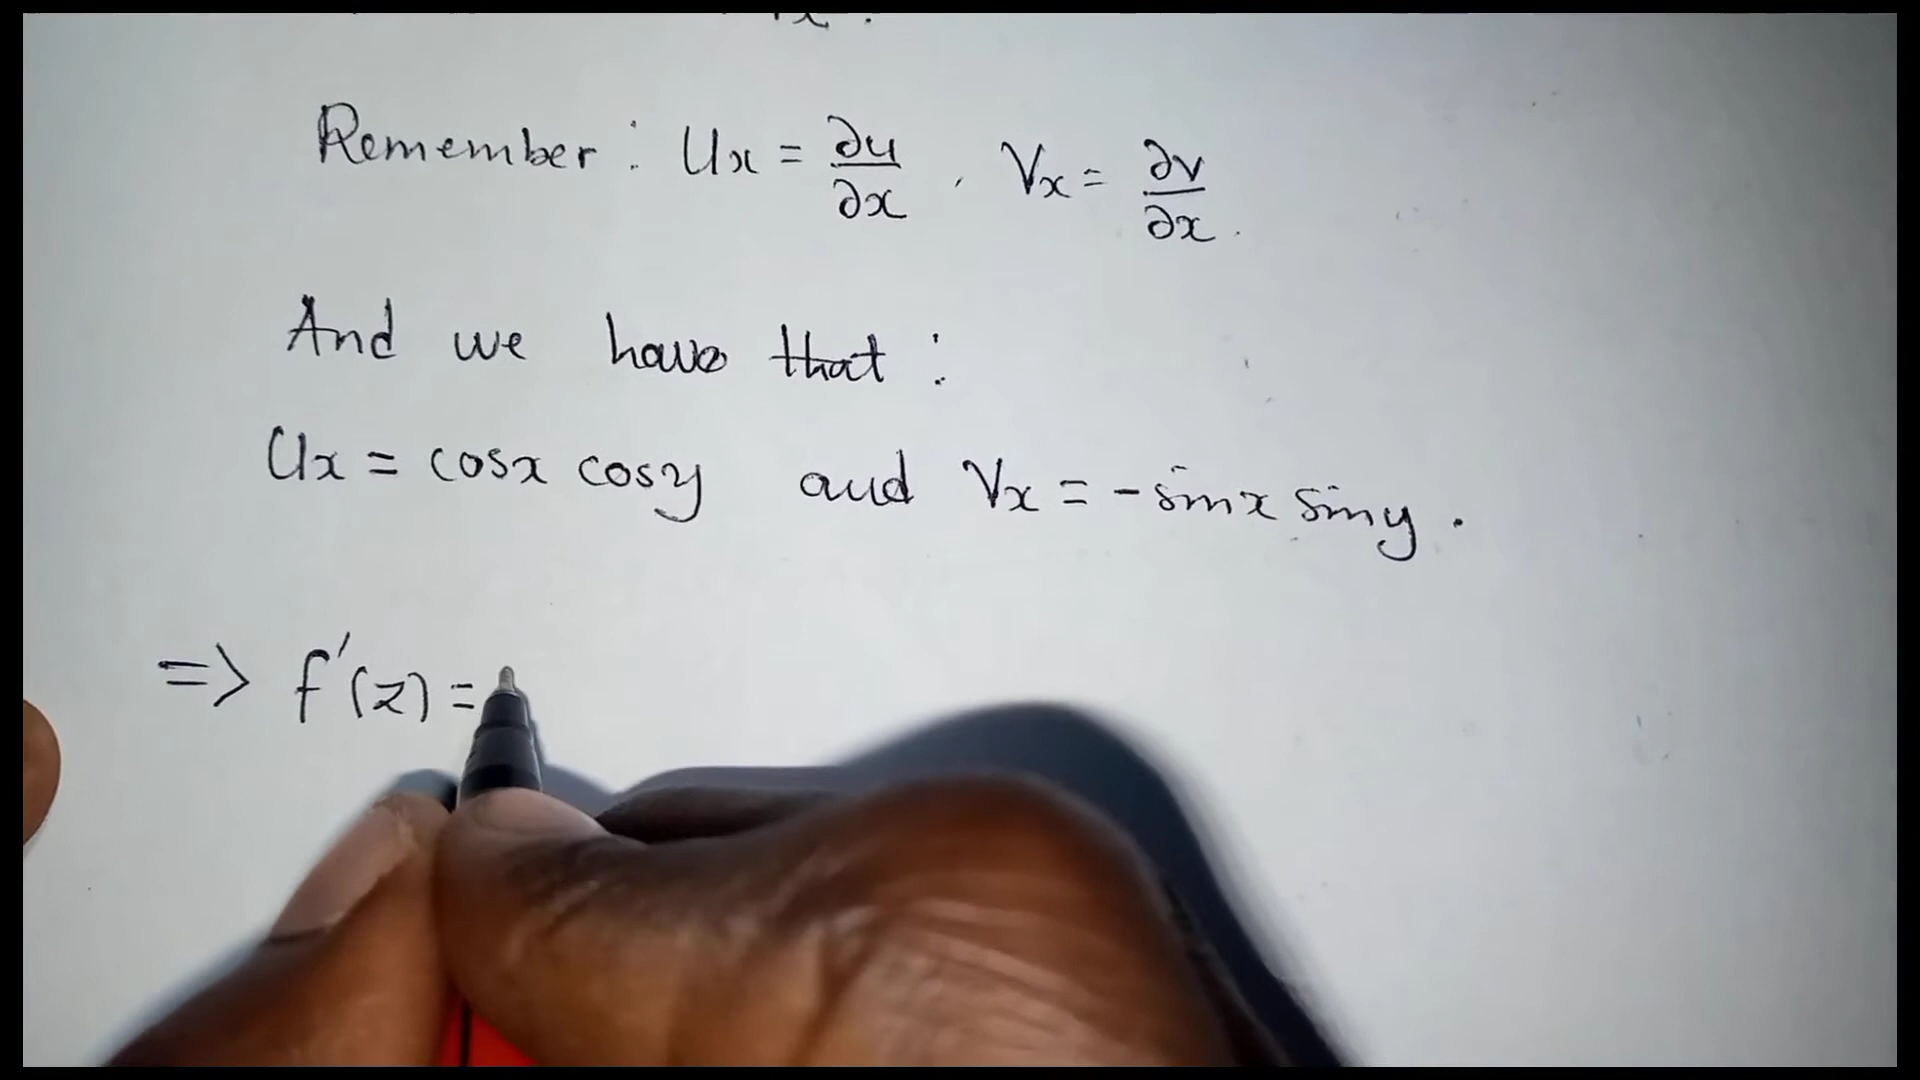 Remember : Ux = ∂u/∂x , Vx = ∂v/∂x .
And we have that :
Ux = cosx cosy and Vx = -sinx siny .
=> f'(z) =